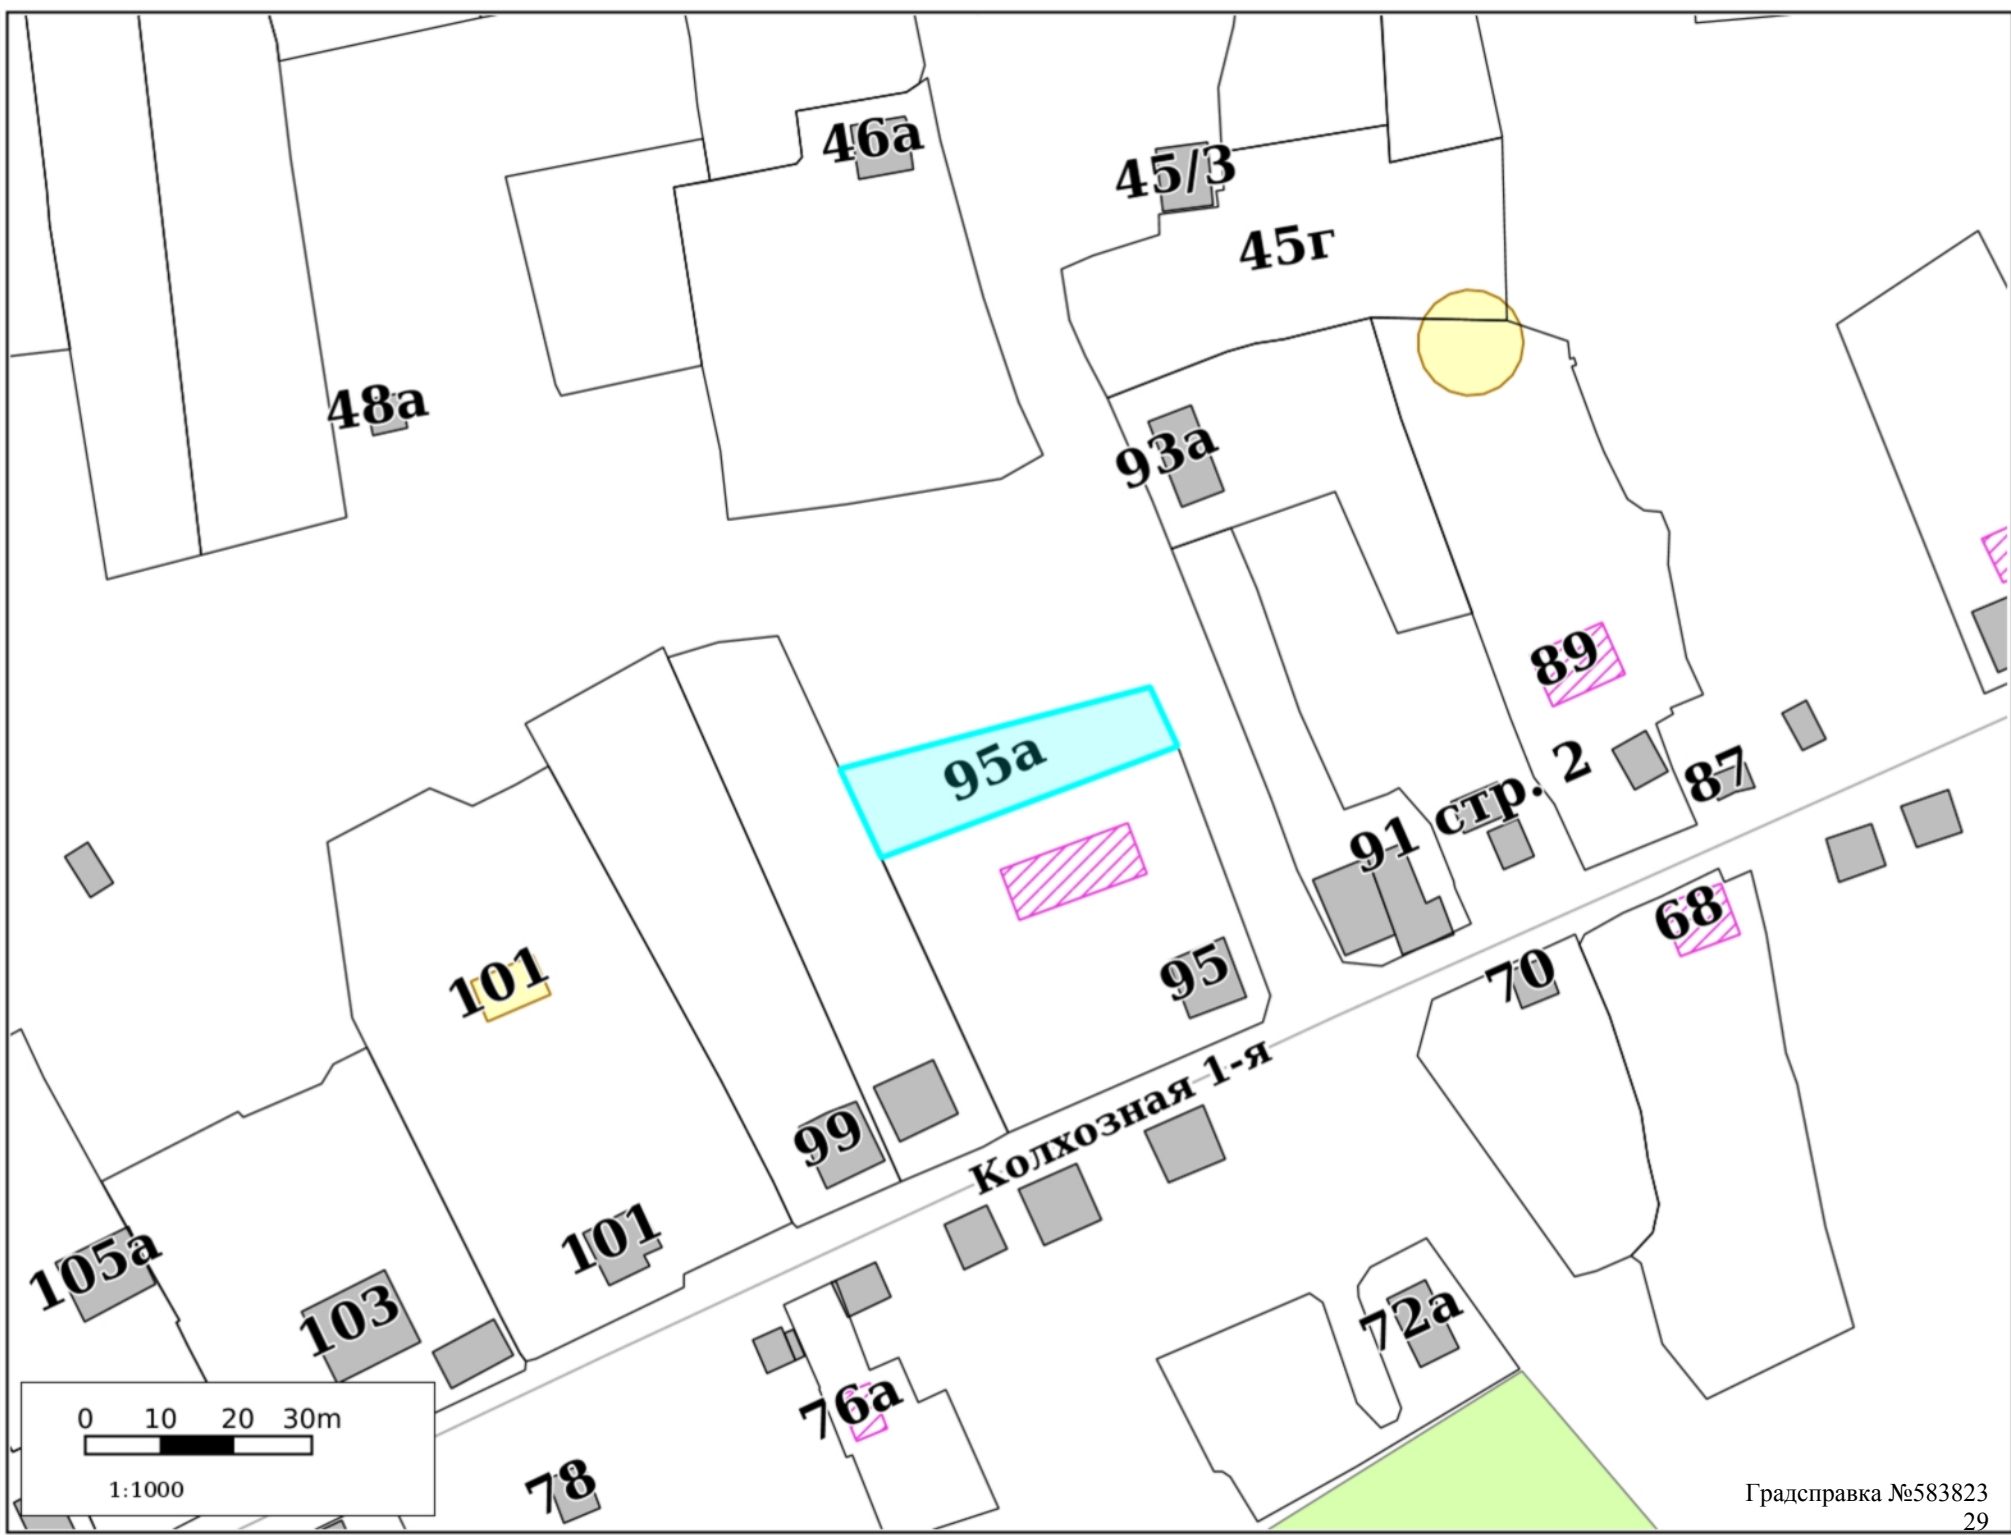 46а
45/3
45г
48а
93а
89
95а
стр. 2
87
91
68
95
70
101
Колхозная 1-я
99
101
105а
103
72а
76а
78
0 10 20 30m
1:1000
Градсправка №583823
29